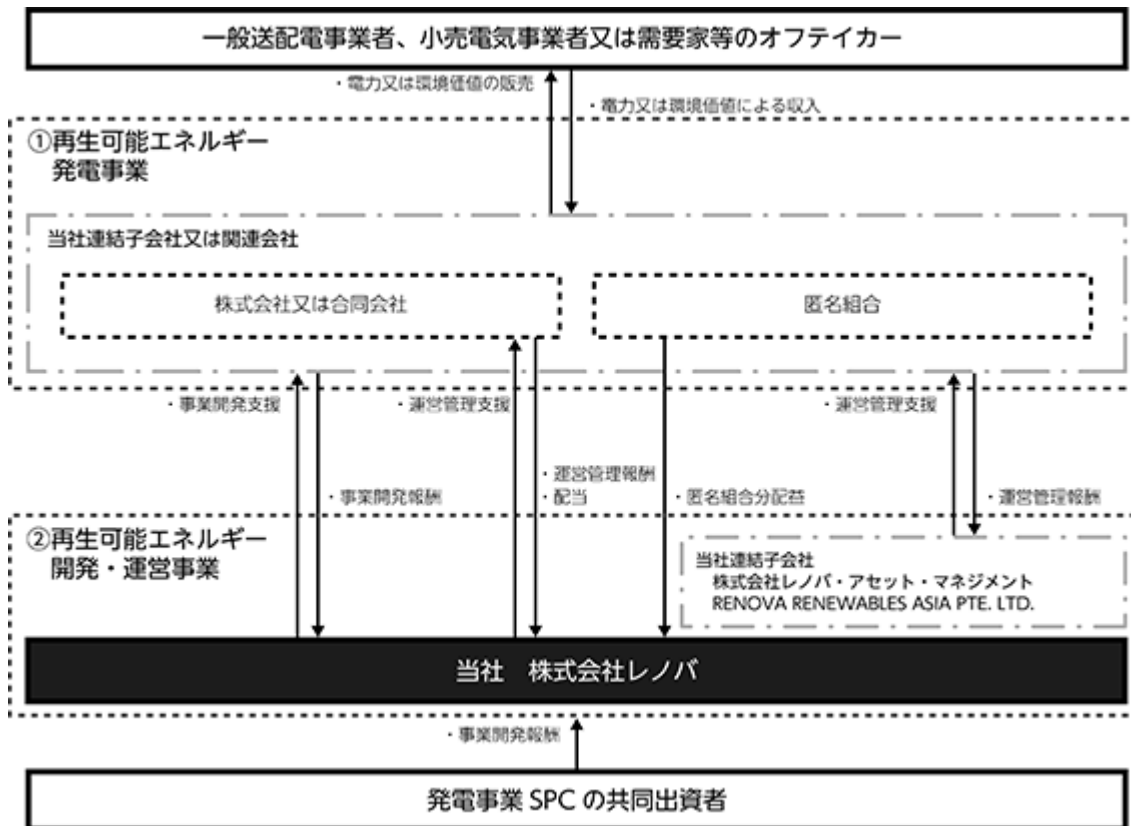 一般送配電事業者、小売電気事業者又は需要家等のオフテイカー
・電力又は環境価値の販売
・電力又は環境価値による収入
①再生可能エネルギー
発電事業
当社連結子会社又は関連会社
株式会社又は合同会社
匿名組合
・事業開発支援
・運営管理支援
・運営管理支援
・運営管理報酬
・配当
・事業開発報酬
・匿名組合分配益
・運営管理報酬
②再生可能エネルギー
開発・運営事業
当社連結子会社
株式会社レノバ・アセット・マネジメント
RENOVA RENEWABLES ASIA PTE. LTD.
当社　株式会社レノバ
・事業開発報酬
発電事業 SPC の共同出資者